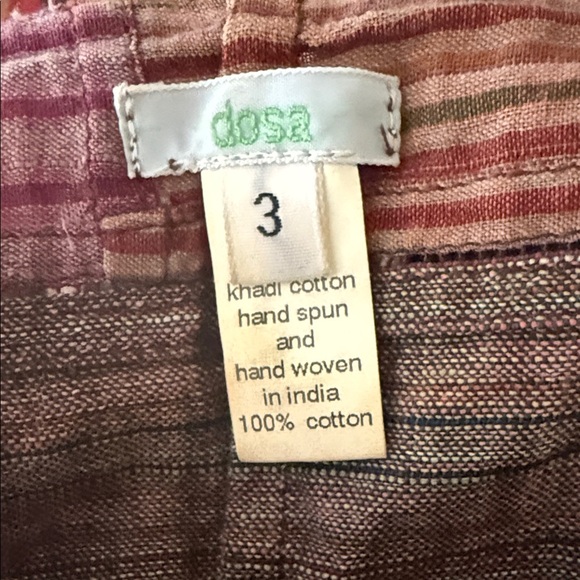 dosa
3
khadi cotton
hand spun
and
hand woven
in india
100% cotton